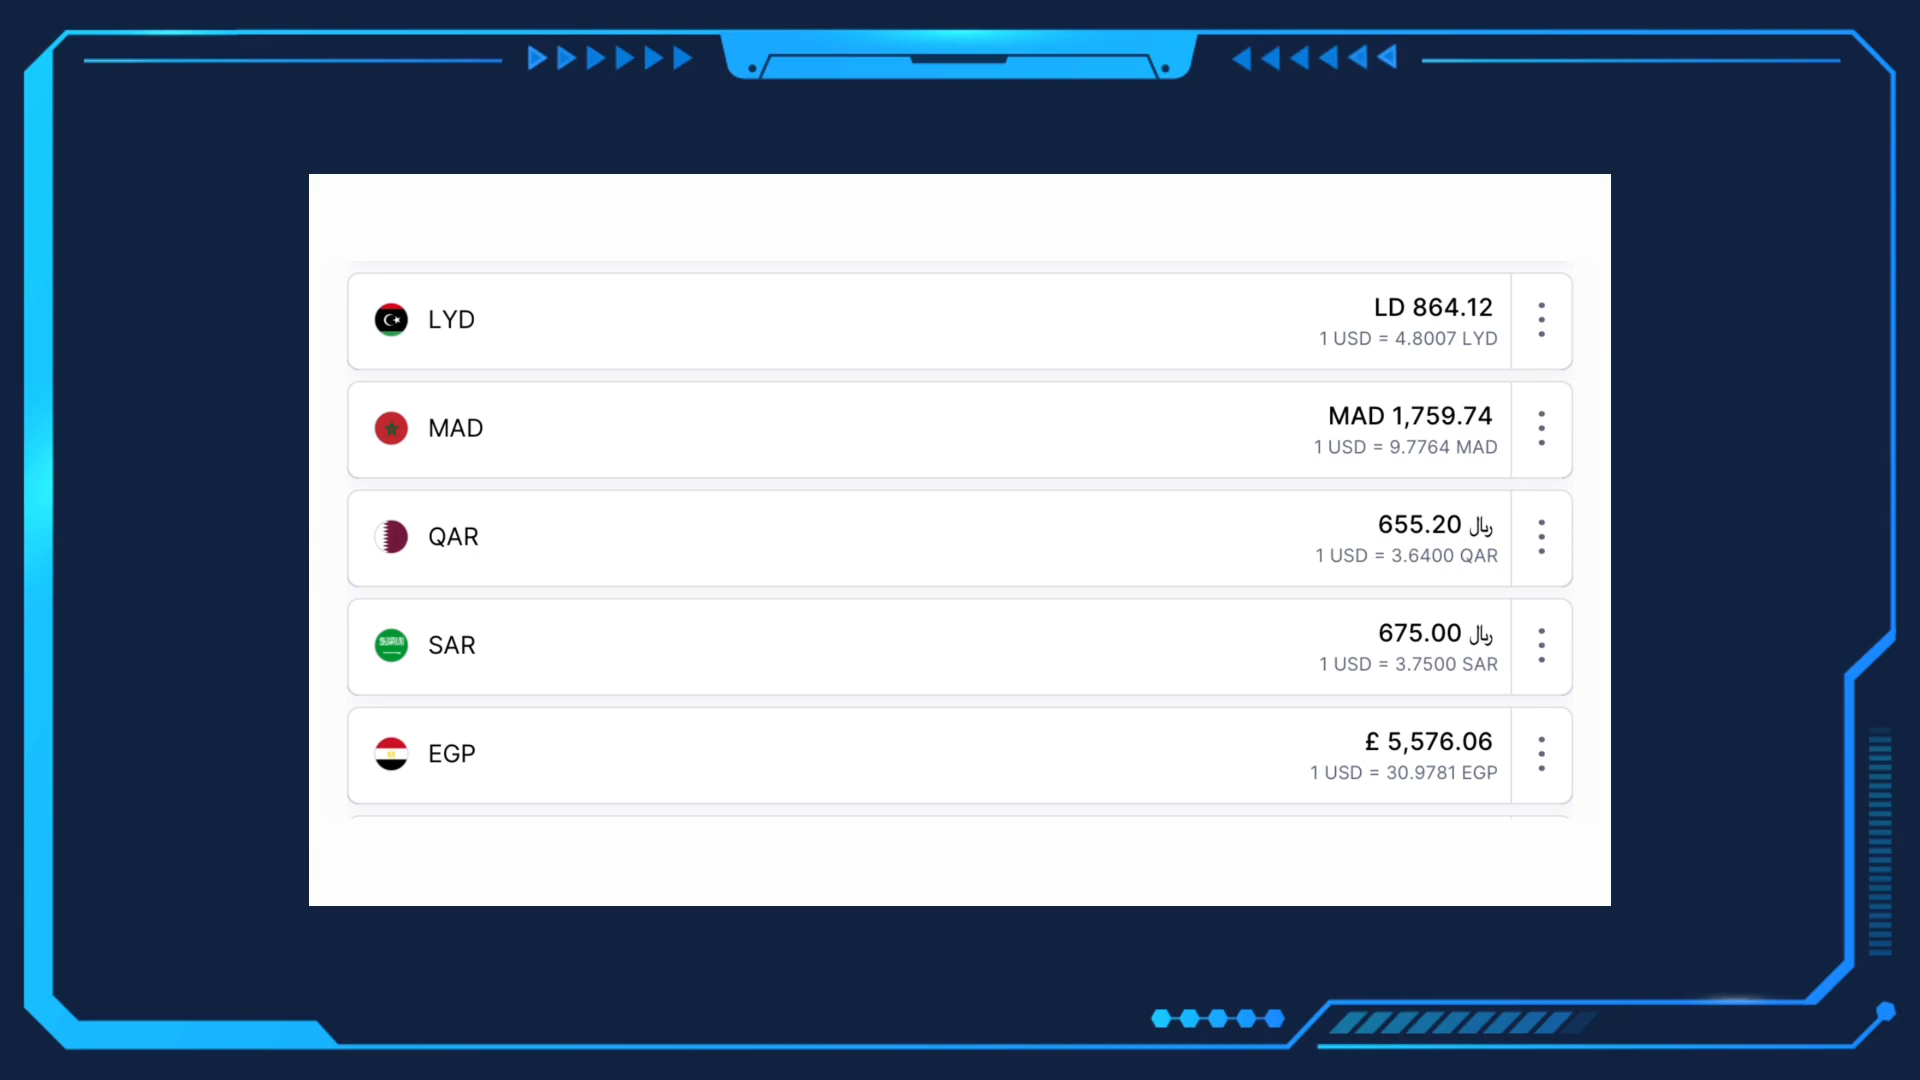 LYD
LD 864.12
1 USD = 4.8007 LYD
MAD
MAD 1,759.74
1 USD = 9.7764 MAD
QAR
655.20 ﷼
1 USD = 3.6400 QAR
SAR
675.00 ﷼
1 USD = 3.7500 SAR
EGP
£ 5,576.06
1 USD = 30.9781 EGP